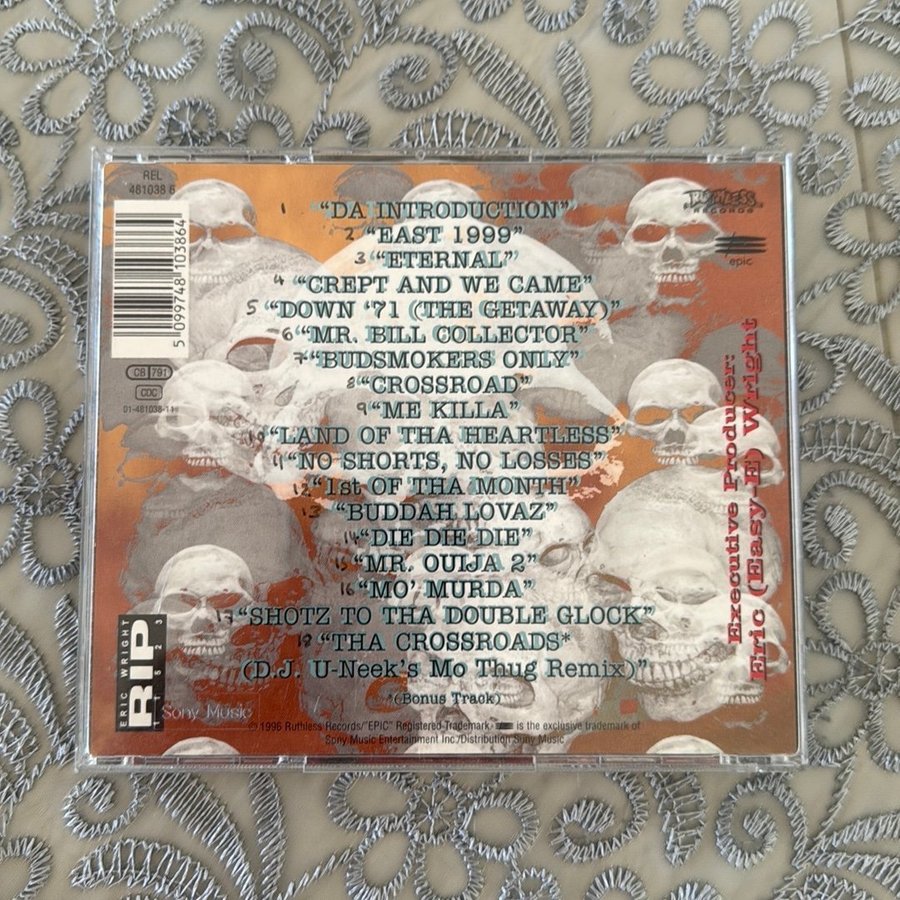 REL
481038 6
5 099748 103864
CB 791
CDC
01-481038-14
1 "DA INTRODUCTION"
2 "EAST 1999"
3 "ETERNAL"
4 "CREPT AND WE CAME"
5 "DOWN '71 (THE GETAWAY)"
6 "MR. BILL COLLECTOR"
7 "BUDSMOKERS ONLY"
8 "CROSSROAD"
9 "ME KILLA"
10 "LAND OF THA HEARTLESS"
11 "NO SHORTS, NO LOSSES"
12 "1st OF THA MONTH"
13 "BUDDAH LOVAZ"
14 "DIE DIE DIE"
15 "MR. OUIJA 2"
16 "MO' MURDA"
17 "SHOTZ TO THA DOUBLE GLOCK"
18 "THA CROSSROADS*
(D.J. U-Neek's Mo Thug Remix)"
*(Bonus Track)
© 1996 Ruthless Records/"EPIC" Registered Trademark. is the exclusive trademark of
Sony Music Entertainment Inc./Distribution Sony Music
RUTHLESS
RECORDS
epic
Executive Producer:
Eric (Easy-E) Wright
ERIC WRIGHT
RIP
Sony Music